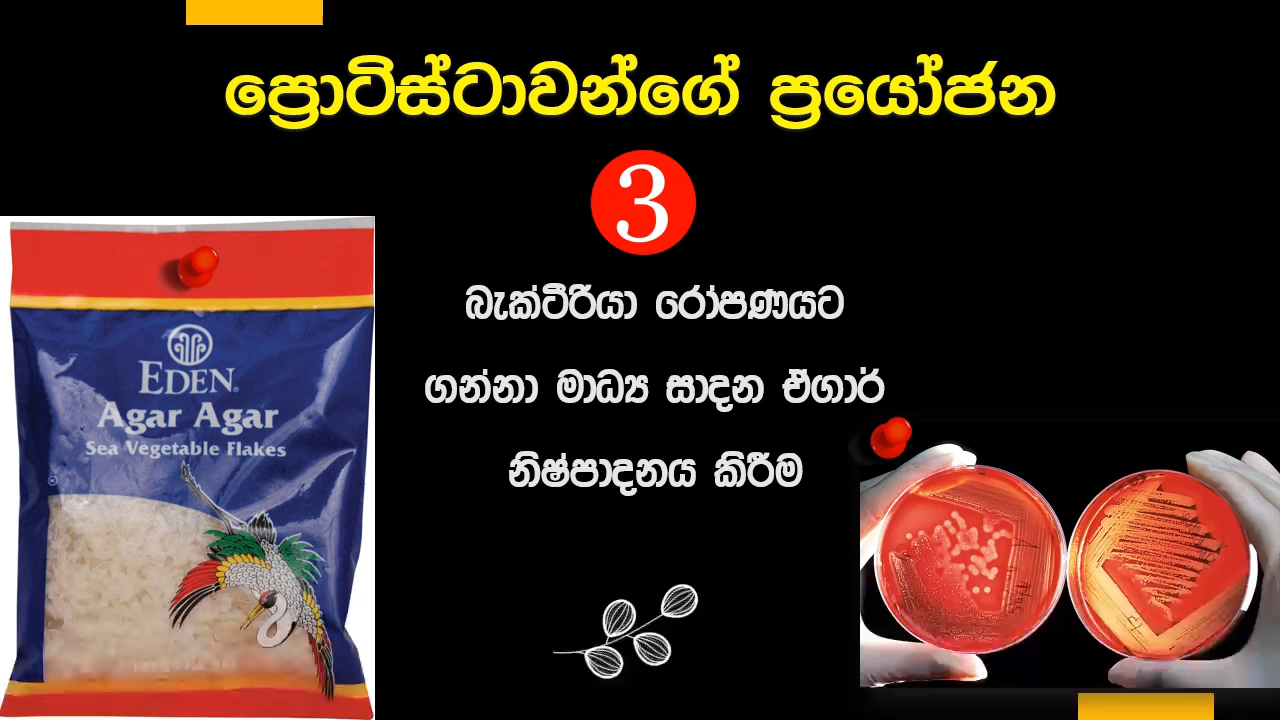 ප්‍රොටිස්ටාවන්ගේ ප්‍රයෝජන
3
බැක්ටීරියා රෝපණයට
ගන්නා මාධ්‍ය සාදන ඒගාර්
නිෂ්පාදනය කිරීම
EDEN®
Agar Agar
Sea Vegetable Flakes